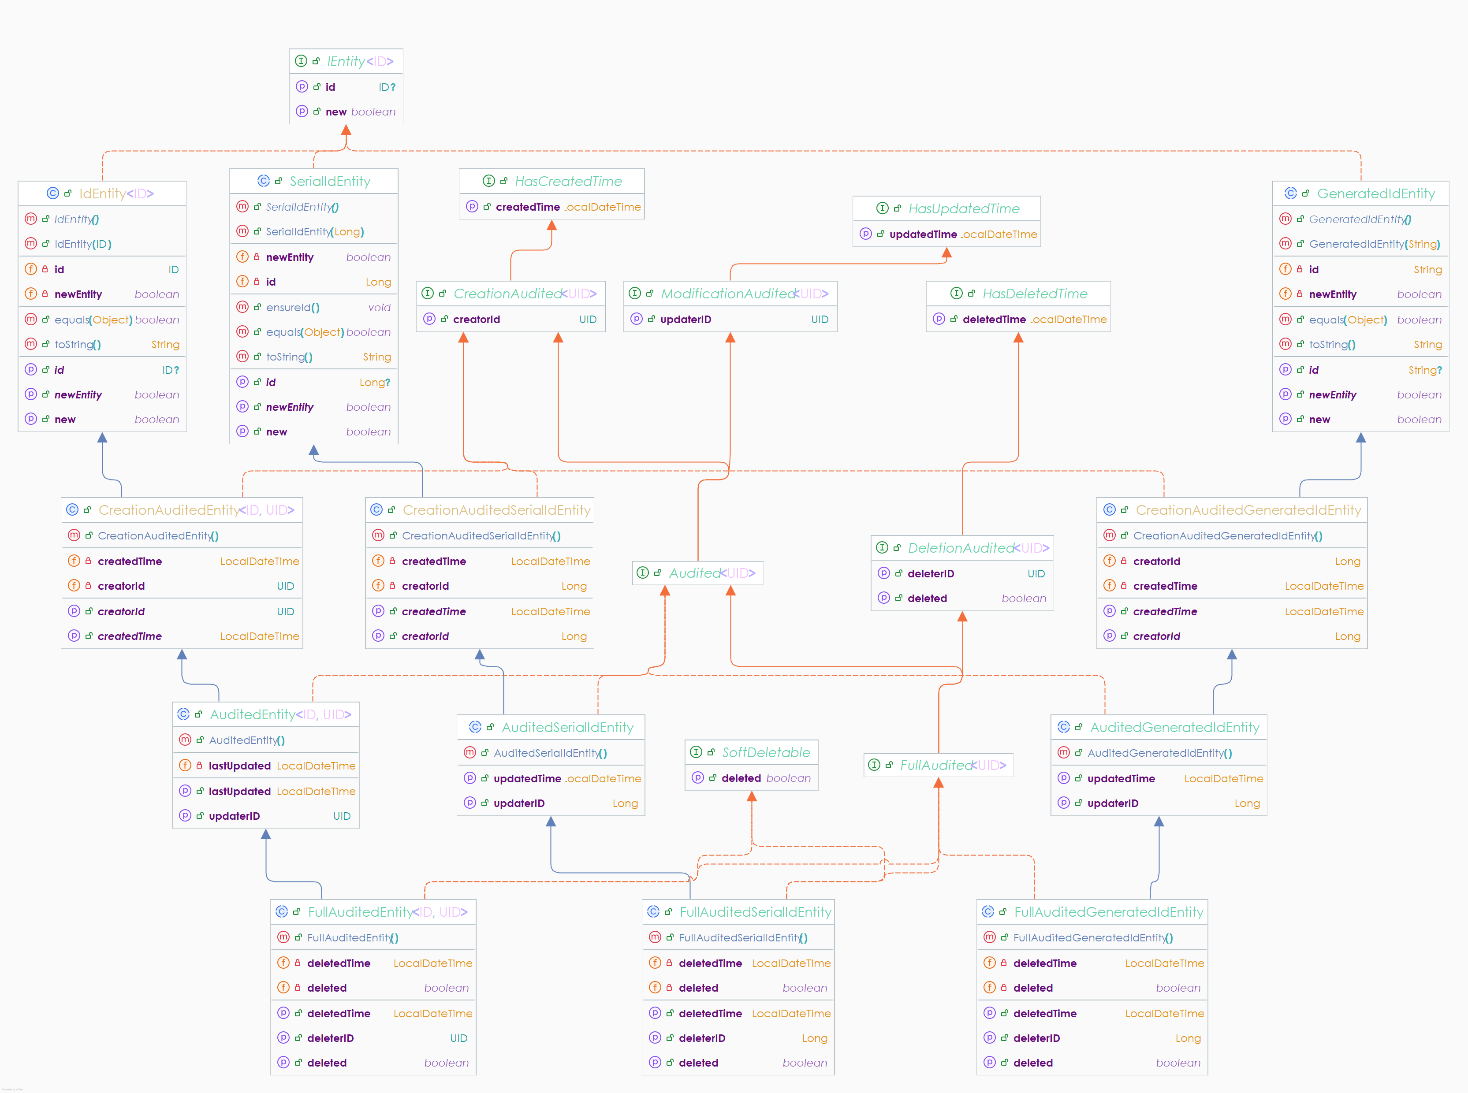 IEntity<ID>
id ID?
new boolean
IdEntity<ID>
IdEntity()
IdEntity(ID)
id ID
newEntity boolean
equals(Object) boolean
toString() String
id ID?
newEntity boolean
new boolean
SerialIdEntity
SerialIdEntity()
SerialIdEntity(Long)
newEntity boolean
id Long
ensureId() void
equals(Object) boolean
toString() String
id Long?
newEntity boolean
new boolean
HasCreatedTime
createdTime .ocalDateTime
HasUpdatedTime
updatedTime .ocalDateTime
GeneratedIdEntity
GeneratedIdEntity()
GeneratedIdEntity(String)
id String
newEntity boolean
equals(Object) boolean
toString() String
id String?
newEntity boolean
new boolean
CreationAudited<UID>
creatorId UID
ModificationAudited<UID>
updaterID UID
HasDeletedTime
deletedTime .ocalDateTime
CreationAuditedEntity<ID, UID>
CreationAuditedEntity()
createdTime LocalDateTime
creatorId UID
creatorId UID
createdTime LocalDateTime
CreationAuditedSerialIdEntity
CreationAuditedSerialIdEntity()
createdTime LocalDateTime
creatorId Long
createdTime LocalDateTime
creatorId Long
Audited<UID>
DeletionAudited<UID>
deleterID UID
deleted boolean
CreationAuditedGeneratedIdEntity
CreationAuditedGeneratedIdEntity()
creatorId Long
createdTime LocalDateTime
createdTime LocalDateTime
creatorId Long
AuditedEntity<ID, UID>
AuditedEntity()
lastUpdated LocalDateTime
lastUpdated LocalDateTime
updaterID UID
AuditedSerialIdEntity
AuditedSerialIdEntity()
updatedTime .ocalDateTime
updaterID Long
SoftDeletable
deleted boolean
FullAudited<UID>
AuditedGeneratedIdEntity
AuditedGeneratedIdEntity()
updatedTime LocalDateTime
updaterID Long
FullAuditedEntity<ID, UID>
FullAuditedEntity()
deletedTime LocalDateTime
deleted boolean
deletedTime LocalDateTime
deleterID UID
deleted boolean
FullAuditedSerialIdEntity
FullAuditedSerialIdEntity()
deletedTime LocalDateTime
deleted boolean
deletedTime LocalDateTime
deleterID Long
deleted boolean
FullAuditedGeneratedIdEntity
FullAuditedGeneratedIdEntity()
deletedTime LocalDateTime
deleted boolean
deletedTime LocalDateTime
deleterID Long
deleted boolean